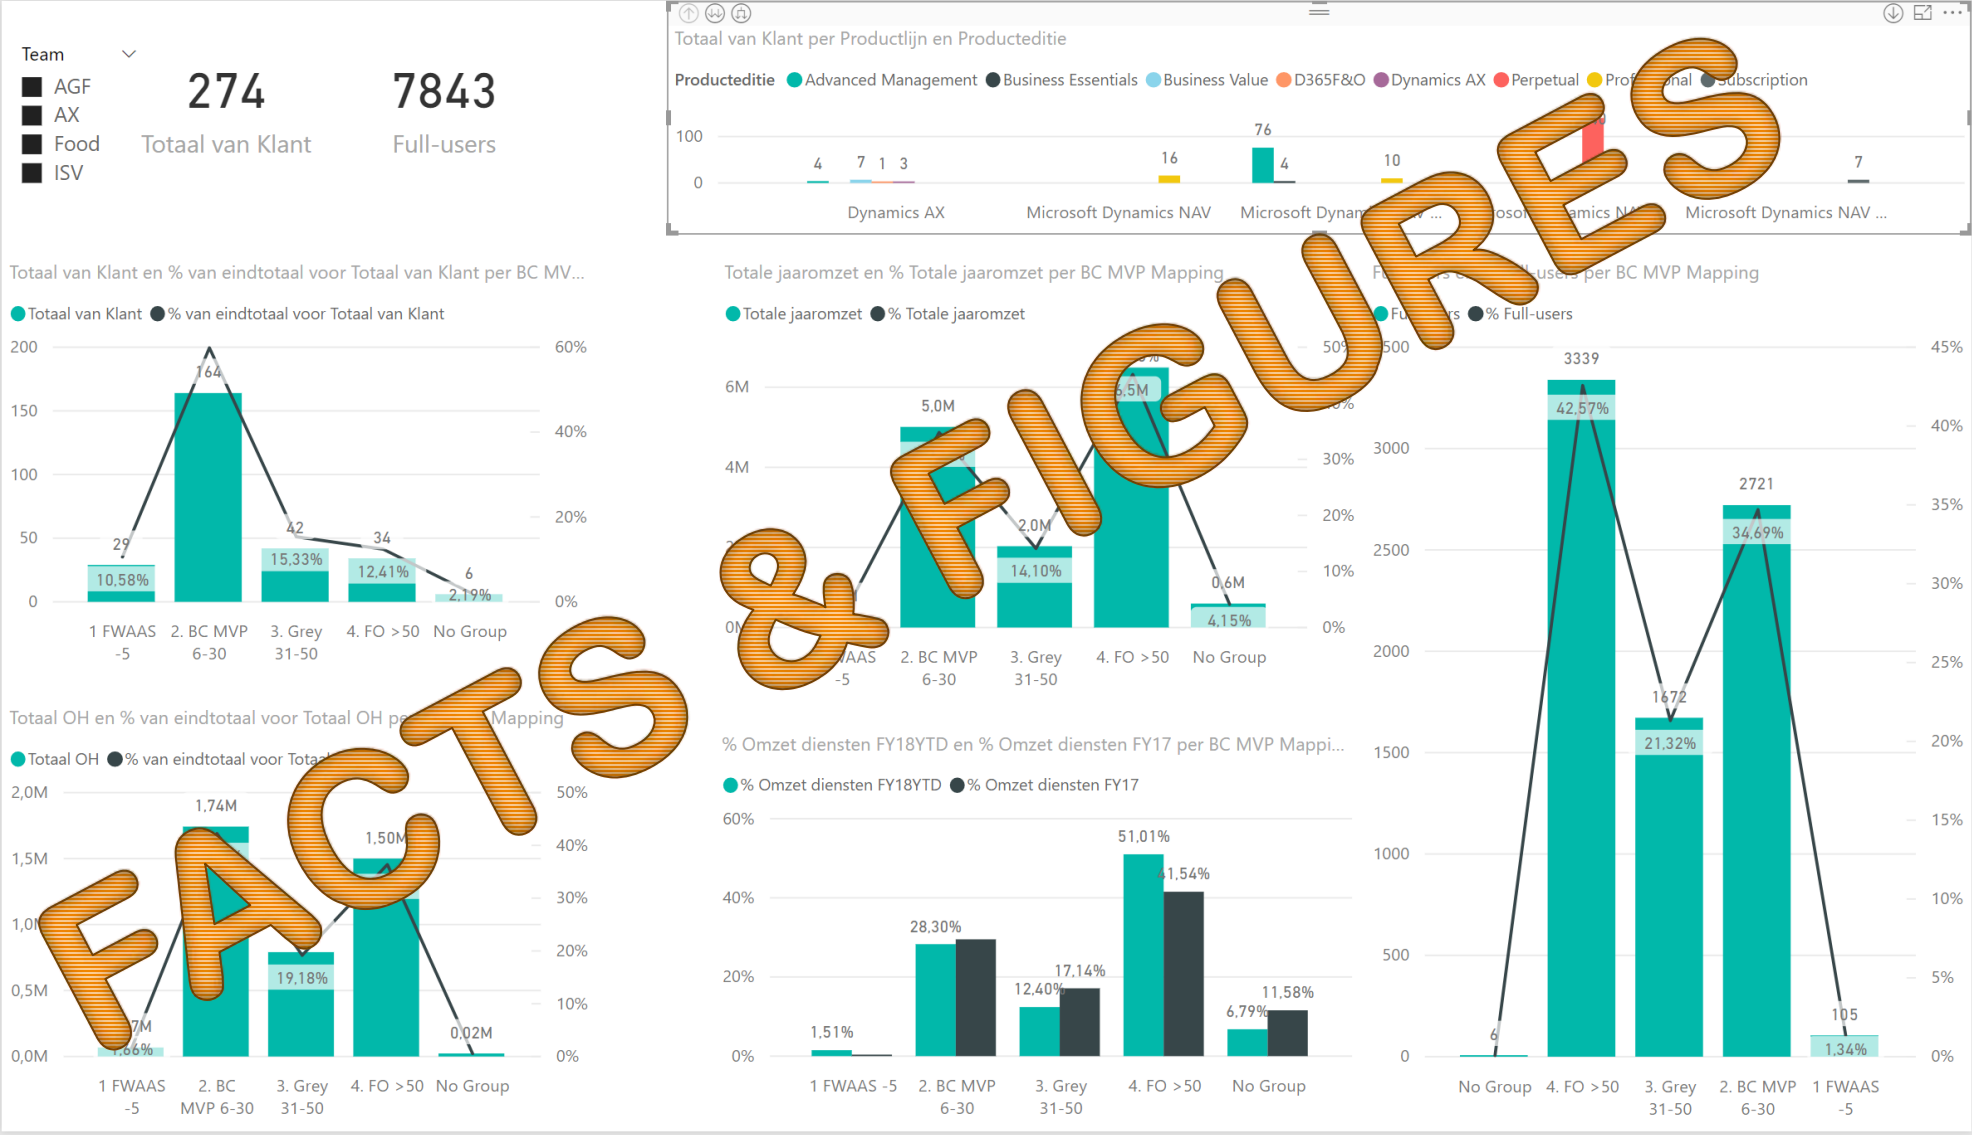 Team
AGF
AX
Food
ISV
274
Totaal van Klant
7843
Full-users
Totaal van Klant per Productlijn en Producteditie
Producteditie Advanced Management Business Essentials Business Value D365F&O Dynamics AX Perpetual Subscription
100
0
4 7 1 3 16 76 4 10 7
Dynamics AX Microsoft Dynamics NAV Microsoft Microsoft Dynamics NAV ...
Totaal van Klant en % van eindtotaal voor Totaal van Klant per BC MV...
Totaal van Klant % van eindtotaal voor Totaal van Klant
200 60%
150 40%
100 20%
50
0 0%
29 164 42 34 6
10,58% 15,33% 12,41% 2,19%
1 FWAAS 2. BC MVP 3. Grey 4. FO >50 No Group
-5 6-30 31-50
Totale jaaromzet en % Totale jaaromzet per BC MVP Mapping
Totale jaaromzet % Totale jaaromzet
6M
4M
30%
20%
10%
0%
5,0M 2,0M 6,5M 0,6M
14,10% 4,15%
2. BC MVP 3. Grey 4. FO >50 No Group
-5 6-30 31-50
per BC MVP Mapping
% Full-users
3000
2500
2000
1500
1000
500
0
45%
40%
35%
30%
25%
20%
15%
10%
5%
0%
6 3339 1672 2721 105
42,57% 21,32% 34,69% 1,34%
No Group 4. FO >50 3. Grey 2. BC MVP 1 FWAAS
31-50 6-30 -5
Totaal OH en % van eindtotaal voor Totaal OH Mapping
Totaal OH % van eindtotaal voor
2,0M 50%
1,5M 40%
30%
20%
0,5M 10%
0,0M 0%
1,74M 1,50M 0,02M
19,18%
1 FWAAS 2. BC 3. Grey 4. FO >50 No Group
-5 MVP 6-30 31-50
% Omzet diensten FY18YTD en % Omzet diensten FY17 per BC MVP Mappi...
% Omzet diensten FY18YTD % Omzet diensten FY17
60%
40%
20%
0%
1,51% 28,30% 12,40% 17,14% 51,01% 41,54% 6,79% 11,58%
1 FWAAS -5 2. BC MVP 3. Grey 4. FO >50 No Group
6-30 31-50
FACTS & FIGURES